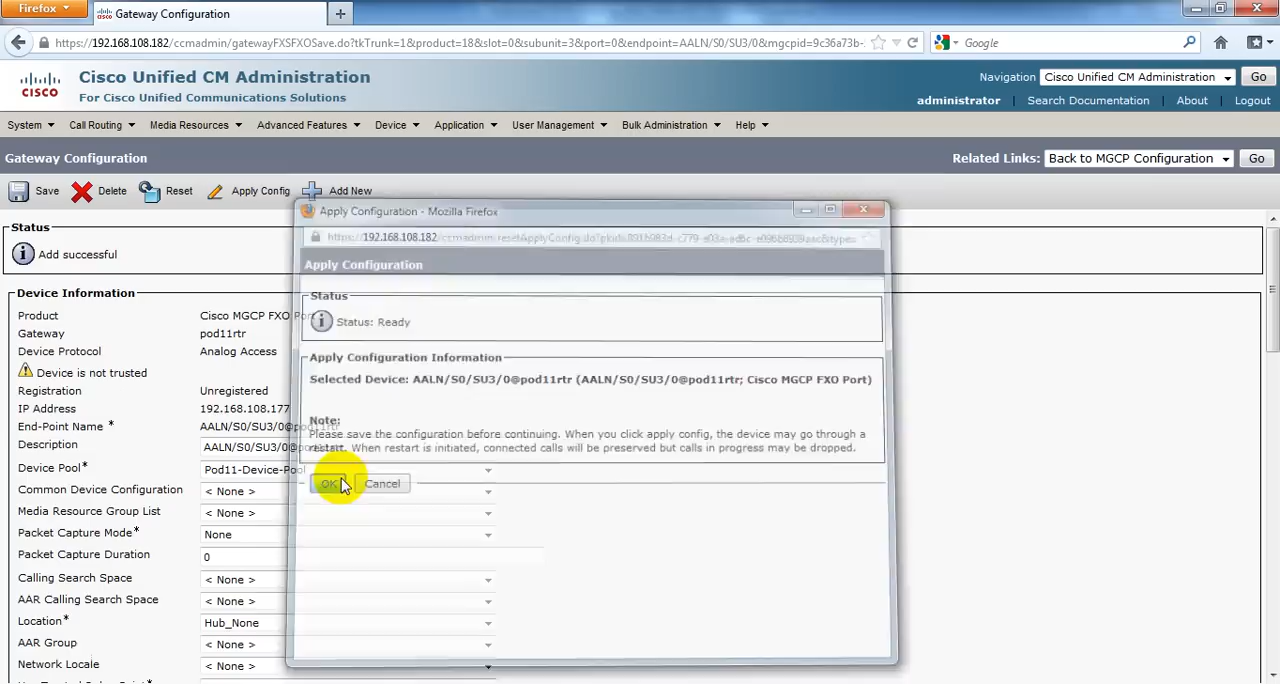 Firefox
Gateway Configuration
https://192.168.108.182/ccmadmin/gatewayFXSFXOSave.do?tkTrunk=1&product=18&slot=0&subunit=3&port=0&endpoint=AALN/S0/SU3/0&mgcpid=9c36a73b-
Google
CISCO
Cisco Unified CM Administration
For Cisco Unified Communications Solutions
Navigation Cisco Unified CM Administration Go
administrator | Search Documentation | About | Logout
System Call Routing Media Resources Advanced Features Device Application User Management Bulk Administration Help
Gateway Configuration
Related Links: Back to MGCP Configuration Go
Save Delete Reset Apply Config Add New
Status
Add successful
Device Information
Product Cisco MGCP FXO Port
Gateway pod11rtr
Device Protocol Analog Access
Device is not trusted
Registration Unregistered
IP Address 192.168.108.177
End-Point Name * AALN/S0/SU3/0@pod11rtr
Description AALN/S0/SU3/0@pod11rtr
Device Pool* Pod11-Device-Pool
Common Device Configuration < None >
Media Resource Group List < None >
Packet Capture Mode* None
Packet Capture Duration 0
Calling Search Space < None >
AAR Calling Search Space < None >
Location* Hub_None
AAR Group < None >
Network Locale < None >
Apply Configuration - Mozilla Firefox
192.168.108.182
Apply Configuration
Status
Status: Ready
Apply Configuration Information
Selected Device: AALN/S0/SU3/0@pod11rtr (AALN/S0/SU3/0@pod11rtr; Cisco MGCP FXO Port)
Note:
Please save the configuration before continuing. When you click apply config, the device may go through a
restart. When restart is initiated, connected calls will be preserved but calls in progress may be dropped.
OK Cancel